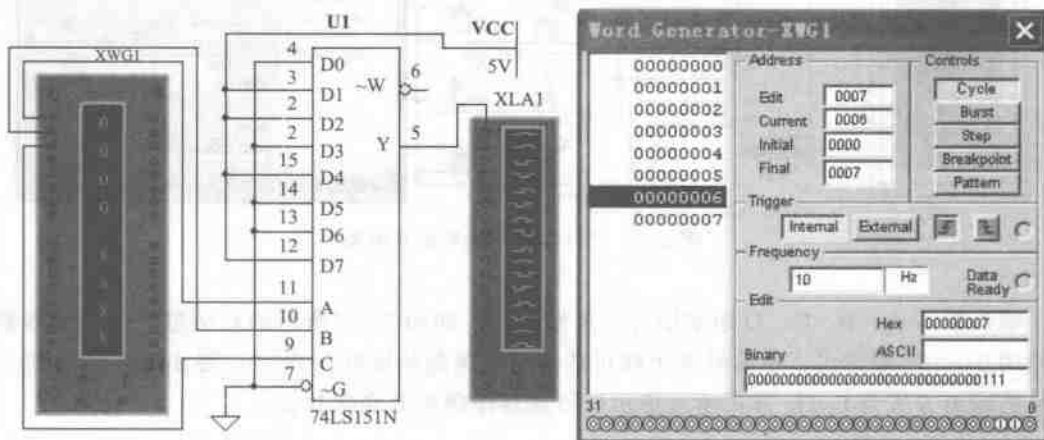 XWG1
U1
VCC
5V
4 D0
3 D1
2 D2
2 D3
15 D4
14 D5
13 D6
12 D7
11 A
10 B
9 C
7 ~G
~W 6
Y 5
74LS151N
XLA1
Word Generator-XWG1
00000000
00000001
00000002
00000003
00000004
00000005
00000006
00000007
Address
Edit 0007
Current 0006
Initial 0000
Final 0007
Controls
Cycle
Burst
Step
Breakpoint
Pattern
Trigger
Internal External
Frequency
10 Hz
Data
Ready
Edit
Hex 00000007
ASCII
Binary
00000000000000000000000000000111
31 0